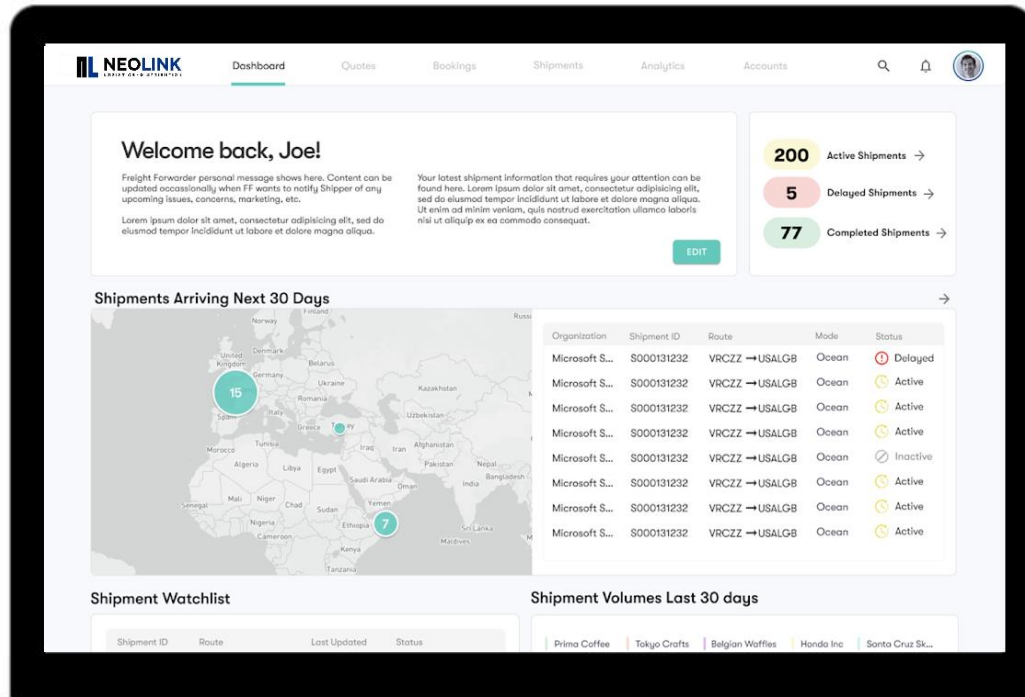 NEOLINK
Dashboard Quotes Bookings Shipments Analytics Accounts
Welcome back, Joe!
Freight Forwarder personal message shows here. Content can be
updated occassionally when FF wants to notify Shipper of any
upcoming issues, concerns, marketing, etc.
Lorem ipsum dolor sit amet, consectetur adipisicing elit, sed do
eiusmod tempor incididunt ut labore et dolore magna aliqua.
Your latest shipment information that requires your attention can be
found here. Lorem ipsum dolor sit amet, consectetur adipisicing elit,
sed do eiusmod tempor incididunt ut labore et dolore magna aliqua.
Ut enim ad minim veniam, quis nostrud exercitation ullamco laboris
nisi ut aliquip ex ea commodo consequat.
EDIT
200 Active Shipments →
5 Delayed Shipments →
77 Completed Shipments →
Shipments Arriving Next 30 Days →
Norway
Finland
Russi
United
Kingdom
Denmark
Belarus
Germany
15
Ukraine
Kazakhstan
Romania
Spain
Italy
Uzbekistan
Greece
Tunisia
Morocco
Iraq
Iran
Afghanistan
Algeria
Libya
Egypt
Pakistan
Nepal
Saudi Arabia
Oman
India
Bangladesh
Mali
Niger
Chad
Sudan
Yemen
Senegal
Nigeria
Ethiopia
7
Sri Lanka
Cameroon
Kenya
Maldives
M
Tanzania
Organization Shipment ID Route Mode Status
Microsoft S... S000131232 VRCZZ → USALGB Ocean Delayed
Microsoft S... S000131232 VRCZZ → USALGB Ocean Active
Microsoft S... S000131232 VRCZZ → USALGB Ocean Active
Microsoft S... S000131232 VRCZZ → USALGB Ocean Active
Microsoft S... S000131232 VRCZZ → USALGB Ocean Inactive
Microsoft S... S000131232 VRCZZ → USALGB Ocean Active
Microsoft S... S000131232 VRCZZ → USALGB Ocean Active
Microsoft S... S000131232 VRCZZ → USALGB Ocean Active
Shipment Watchlist
Shipment ID Route Last Updated Status
Shipment Volumes Last 30 days
Prima Coffee Tokyo Crafts Belgian Waffles Honda Inc Santa Cruz Sk...